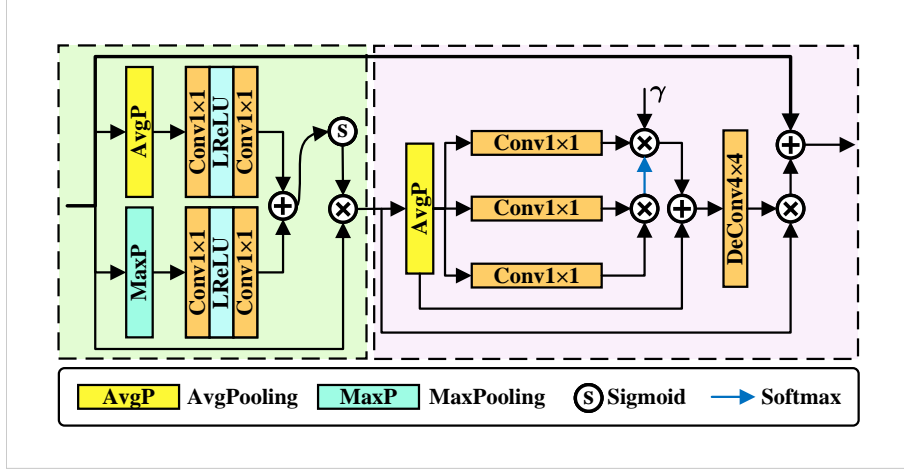 AvgP
Conv1×1
LReLU
Conv1×1
S
MaxP
Conv1×1
LReLU
Conv1×1
γ
AvgP
Conv1×1
Conv1×1
Conv1×1
DeConv4×4
AvgP AvgPooling MaxP MaxPooling S Sigmoid Softmax